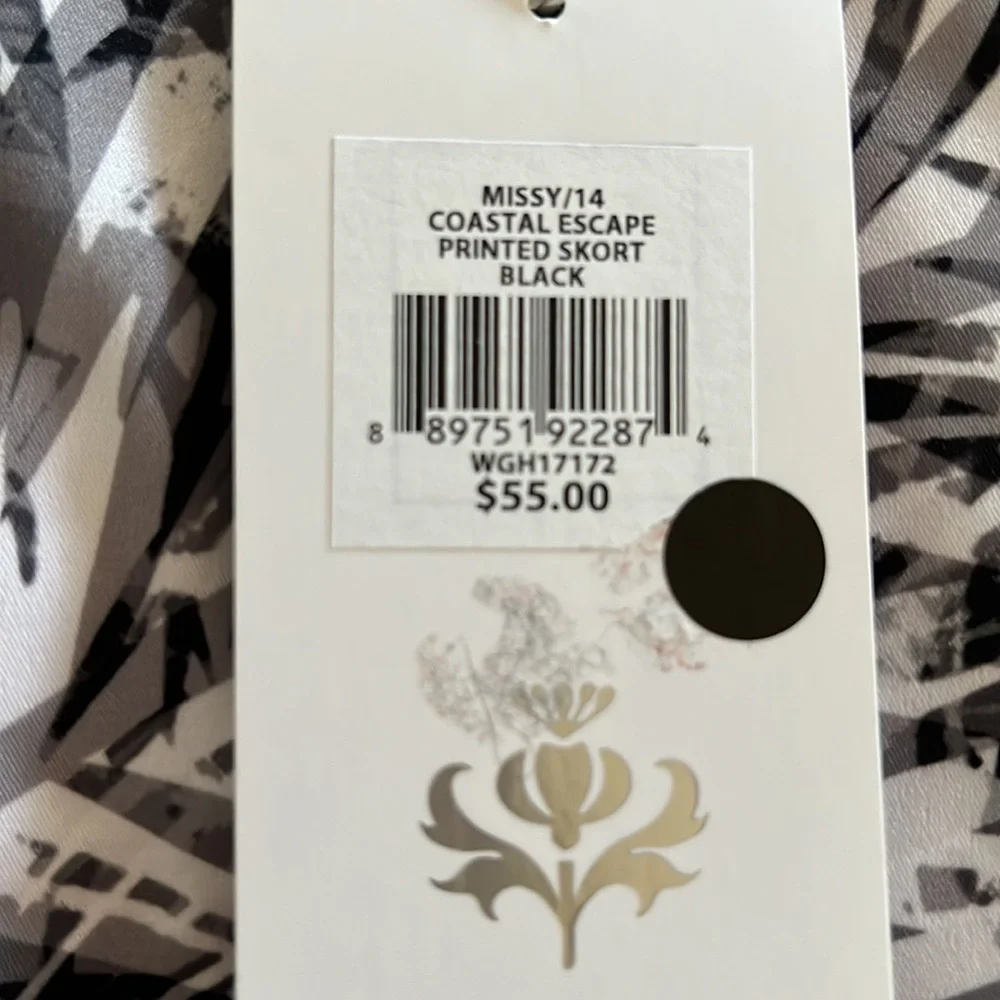 MISSY/14
COASTAL ESCAPE
PRINTED SKORT
BLACK
8 89751 92287 4
WGH17172
$55.00